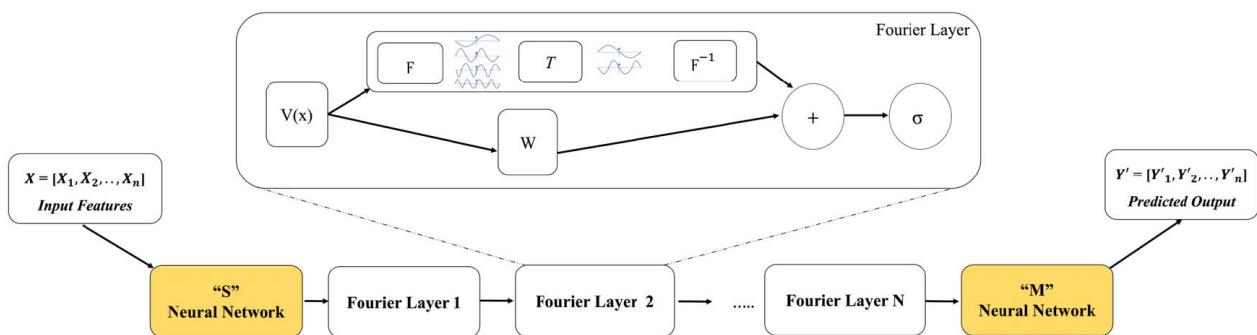 Fourier Layer
F
T
F⁻¹
V(x)
W
+
σ
X = [X₁, X₂, . ., Xₙ]
Input Features
Y′ = [Y′₁, Y′₂, . ., Y′ₙ]
Predicted Output
“S”
Neural Network
Fourier Layer 1
Fourier Layer 2
.....
Fourier Layer N
“M”
Neural Network